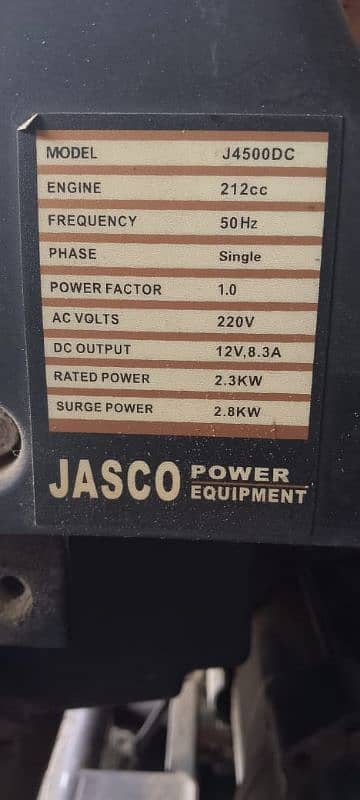 MODEL J4500DC
ENGINE 212cc
FREQUENCY 50Hz
PHASE Single
POWER FACTOR 1.0
AC VOLTS 220V
DC OUTPUT 12V,8.3A
RATED POWER 2.3KW
SURGE POWER 2.8KW
JASCO POWER
EQUIPMENT